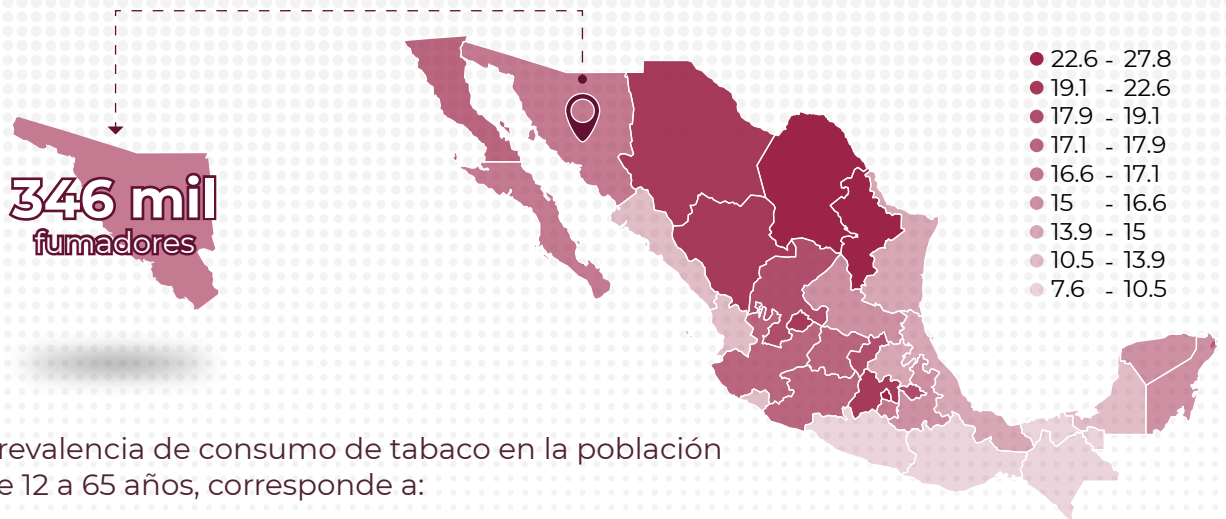 346 mil
fumadores
22.6 - 27.8
19.1 - 22.6
17.9 - 19.1
17.1 - 17.9
16.6 - 17.1
15 - 16.6
13.9 - 15
10.5 - 13.9
7.6 - 10.5
revalencia de consumo de tabaco en la población
e 12 a 65 años, corresponde a: